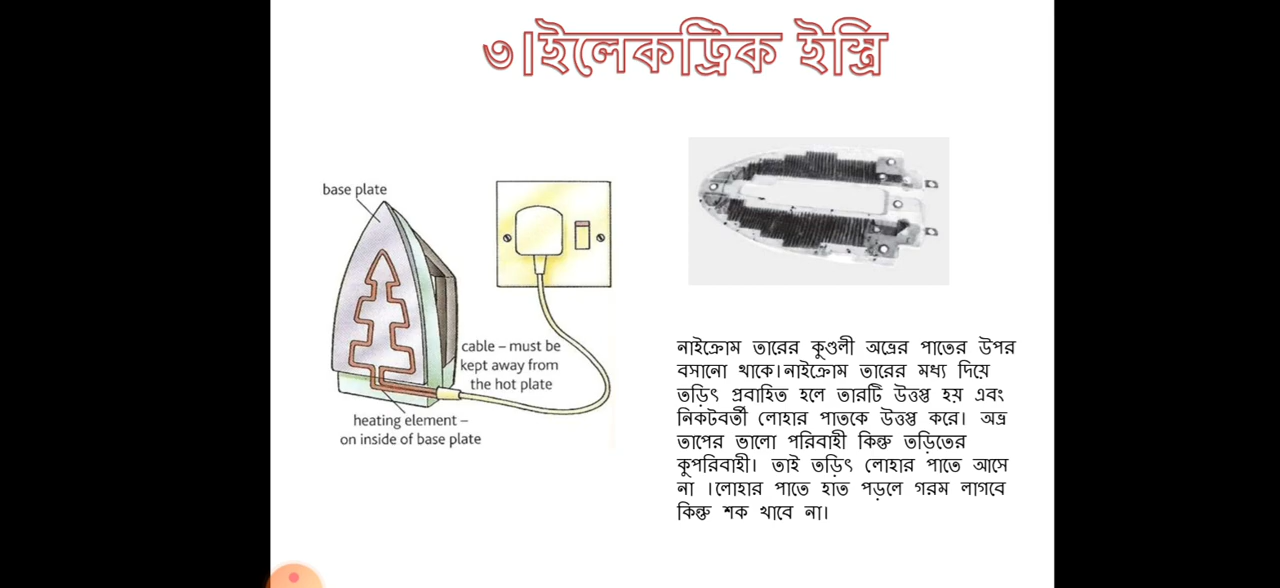 ৩।ইলেকট্রিক ইস্ত্রি
base plate
cable – must be
kept away from
the hot plate
heating element –
on inside of base plate
নাইক্রোম তারের কুণ্ডলী অভ্রের পাতের উপর
বসানো থাকে।নাইক্রোম তারের মধ্য দিয়ে
তড়িৎ প্রবাহিত হলে তারটি উত্তপ্ত হয় এবং
নিকটবর্তী লোহার পাতকে উত্তপ্ত করে। অভ্র
তাপের ভালো পরিবাহী কিন্তু তড়িতের
কুপরিবাহী। তাই তড়িৎ লোহার পাতে আসে
না ।লোহার পাতে হাত পড়লে গরম লাগবে
কিন্তু শক খাবে না।